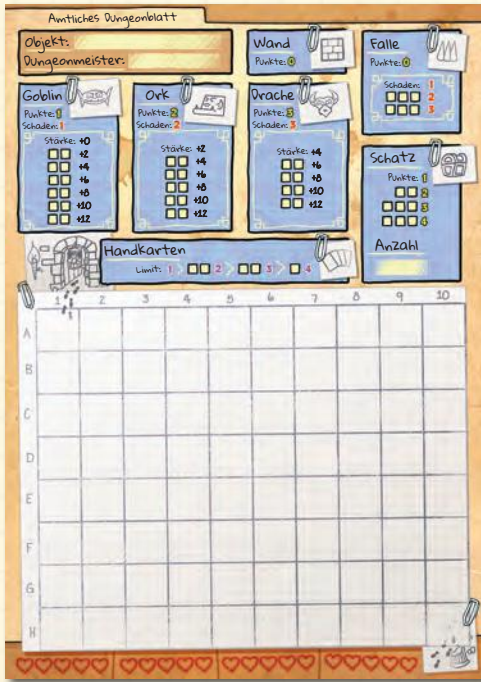 Amtliches Dungeonblatt
Objekt:
Dungeonmeister:
Wand
Punkte: 0
Falle
Punkte: 0
Schaden: 1
2
3
Goblin
Punkte: 1
Schaden: 1
Stärke: +0
+2
+4
+6
+8
+10
+12
Ork
Punkte: 2
Schaden: 2
Stärke: +2
+4
+6
+8
+10
+12
Drache
Punkte: 3
Schaden: 3
Stärke: +4
+6
+8
+10
+12
Schatz
Punkte: 1
2
3
4
Anzahl
Handkarten
Limit: 1 > 2 > 3 > 4
1 2 3 4 5 6 7 8 9 10
A
B
C
D
E
F
G
H